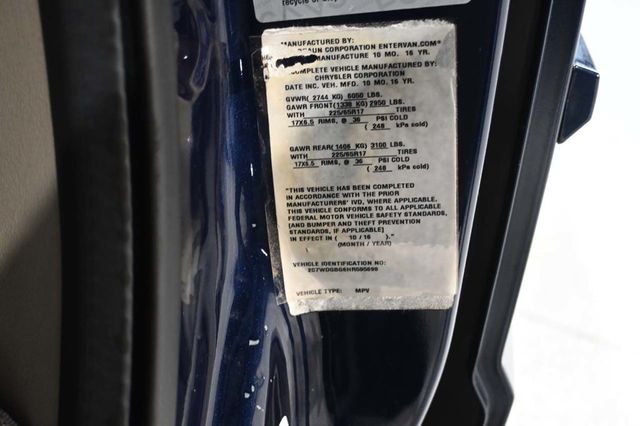 recycle or
MANUFACTURED BY:
BRAUN CORPORATION ENTERVAN.COM®
MANUFACTURE 10 MO. 16 YR.
COMPLETE VEHICLE MANUFACTURED BY:
CHRYSLER CORPORATION
DATE INC. VEH. MFD. 10 MO. 16 YR.
GVWR( 2744 KG) 6050 LBS.
GAWR FRONT(1338 KG) 2950 LBS.
WITH 225/65R17 TIRES
17X6.5 RIMS, @ 36 PSI COLD
( 248 kPa cold)
GAWR REAR(1406 KG) 3100 LBS.
WITH 225/65R17 TIRES
17X6.5 RIMS, @ 36 PSI COLD
( 248 kPa cold)
"THIS VEHICLE HAS BEEN COMPLETED
IN ACCORDANCE WITH THE PRIOR
MANUFACTURERS' IVD, WHERE APPLICABLE.
THIS VEHICLE CONFORMS TO ALL APPLICABLE
FEDERAL MOTOR VEHICLE SAFETY STANDARDS,
[AND BUMPER AND THEFT PREVENTION
STANDARDS, IF APPLICABLE]
IN EFFECT IN ( 10 / 16 )."
(MONTH / YEAR)
VEHICLE IDENTIFICATION NO:
VEHICLE TYPE: MPV